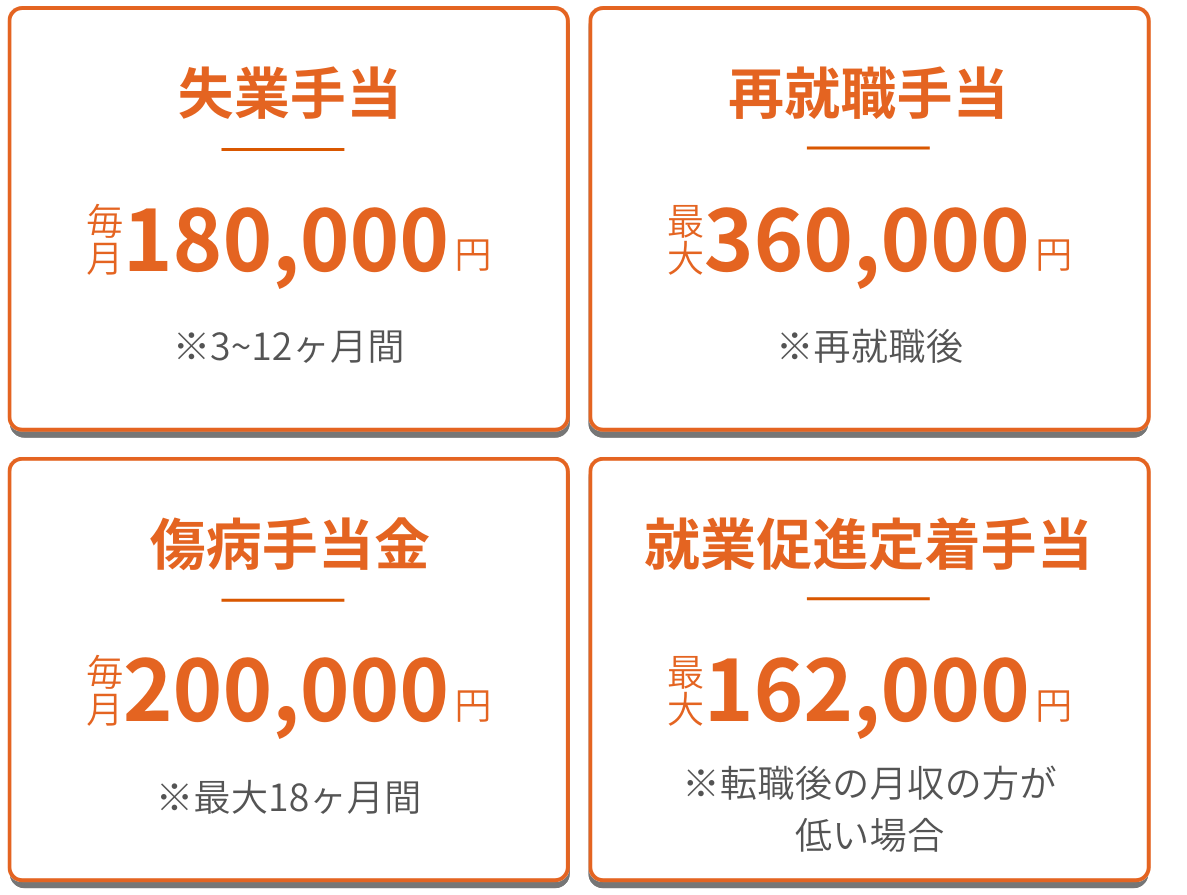 失業手当
毎月180,000円
※3~12ヶ月間
再就職手当
最大360,000円
※再就職後
傷病手当金
毎月200,000円
※最大18ヶ月間
就業促進定着手当
最大162,000円
※転職後の月収の方が
低い場合